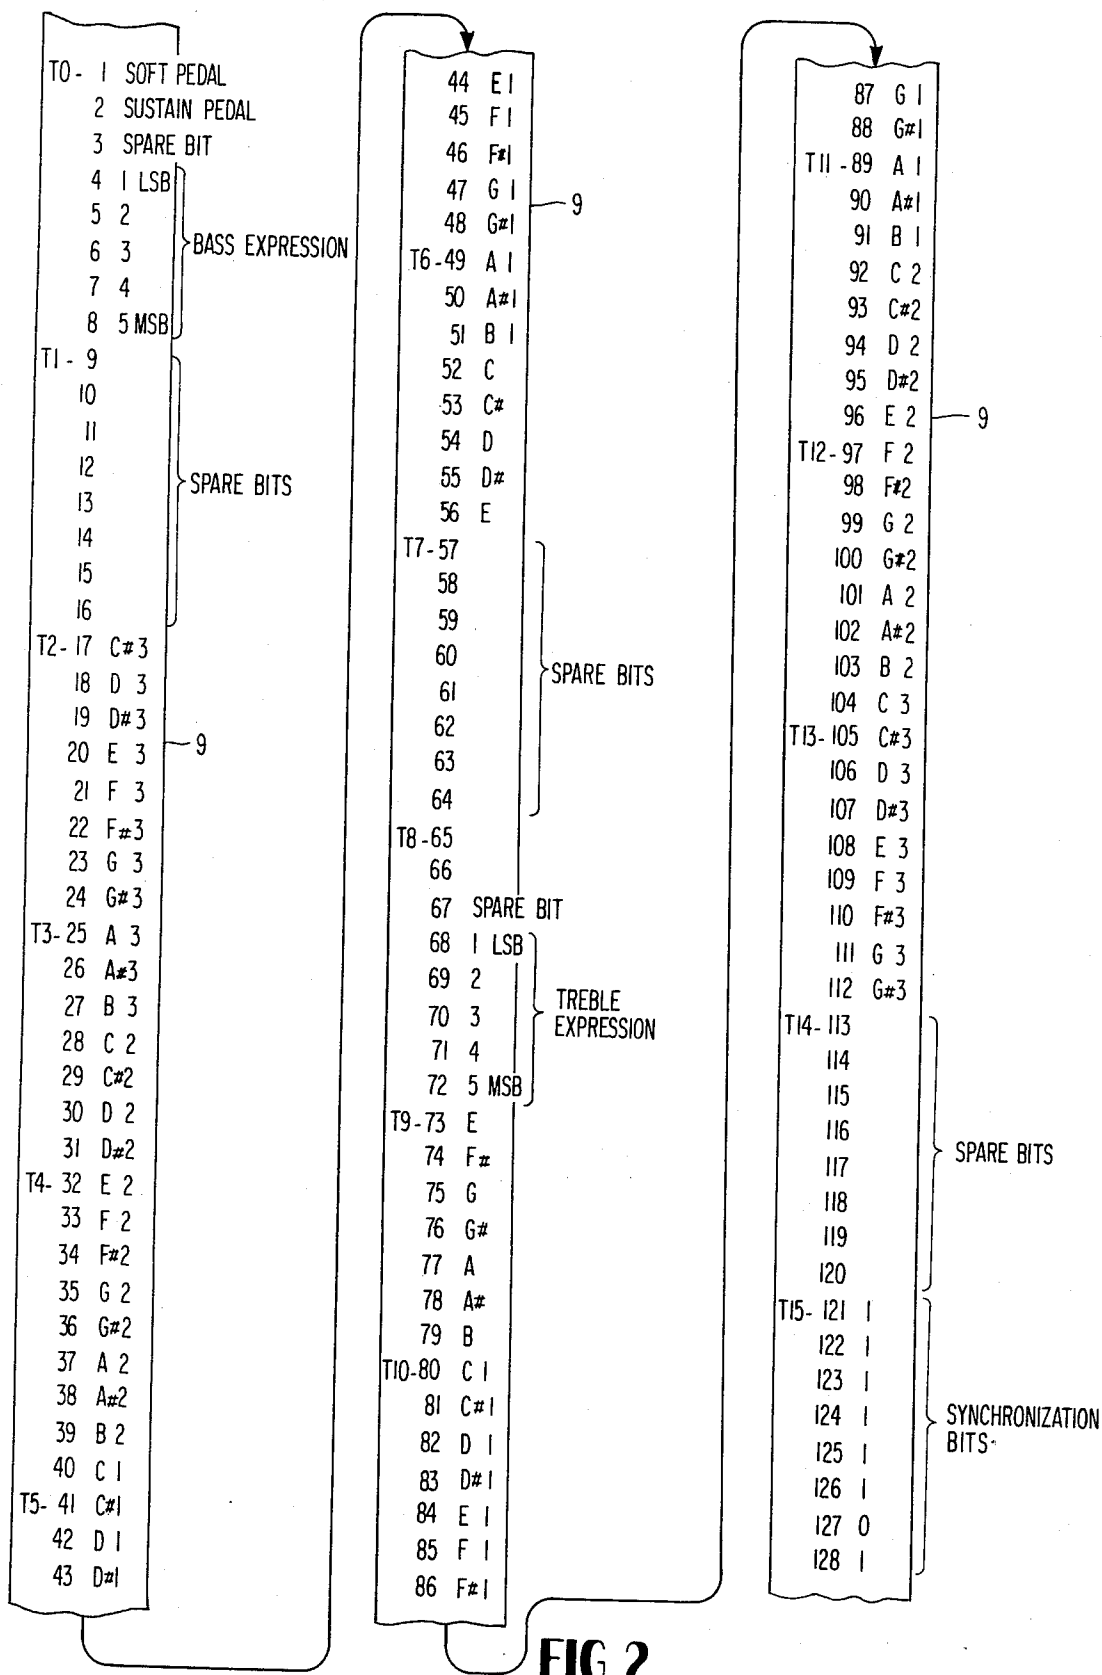 T0- 1 SOFT PEDAL
2 SUSTAIN PEDAL
3 SPARE BIT
4 1 LSB
5 2
6 3
7 4
8 5 MSB
BASS EXPRESSION
T1- 9
10
11
12
13
14
15
16
SPARE BITS
T2- 17 C#3
18 D 3
19 D#3
20 E 3
9
21 F 3
22 F#3
23 G 3
24 G#3
T3-25 A 3
26 A#3
27 B 3
28 C 2
29 C#2
30 D 2
31 D#2
T4- 32 E 2
33 F 2
34 F#2
35 G 2
36 G#2
37 A 2
38 A#2
39 B 2
40 C 1
T5- 41 C#1
42 D 1
43 D#1
44 E 1
45 F 1
46 F#1
47 G 1
9
48 G#1
T6-49 A 1
50 A#1
51 B 1
52 C
53 C#
54 D
55 D#
56 E
T7-57
58
59
60
61
62
63
64
SPARE BITS
T8-65
66
67 SPARE BIT
68 1 LSB
69 2
70 3
71 4
72 5 MSB
TREBLE
EXPRESSION
T9-73 E
74 F#
75 G
76 G#
77 A
78 A#
79 B
T10-80 C 1
81 C#1
82 D 1
83 D#1
84 E 1
85 F 1
86 F#1
87 G 1
88 G#1
T11-89 A 1
90 A#1
91 B 1
92 C 2
93 C#2
94 D 2
95 D#2
96 E 2
9
T12-97 F 2
98 F#2
99 G 2
100 G#2
101 A 2
102 A#2
103 B 2
104 C 3
T13-105 C#3
106 D 3
107 D#3
108 E 3
109 F 3
110 F#3
111 G 3
112 G#3
T14-113
114
115
116
117
118
119
120
SPARE BITS
T15- 121 1
122 1
123 1
124 1
125 1
126 1
127 0
128 1
SYNCHRONIZATION
BITS
FIG 2